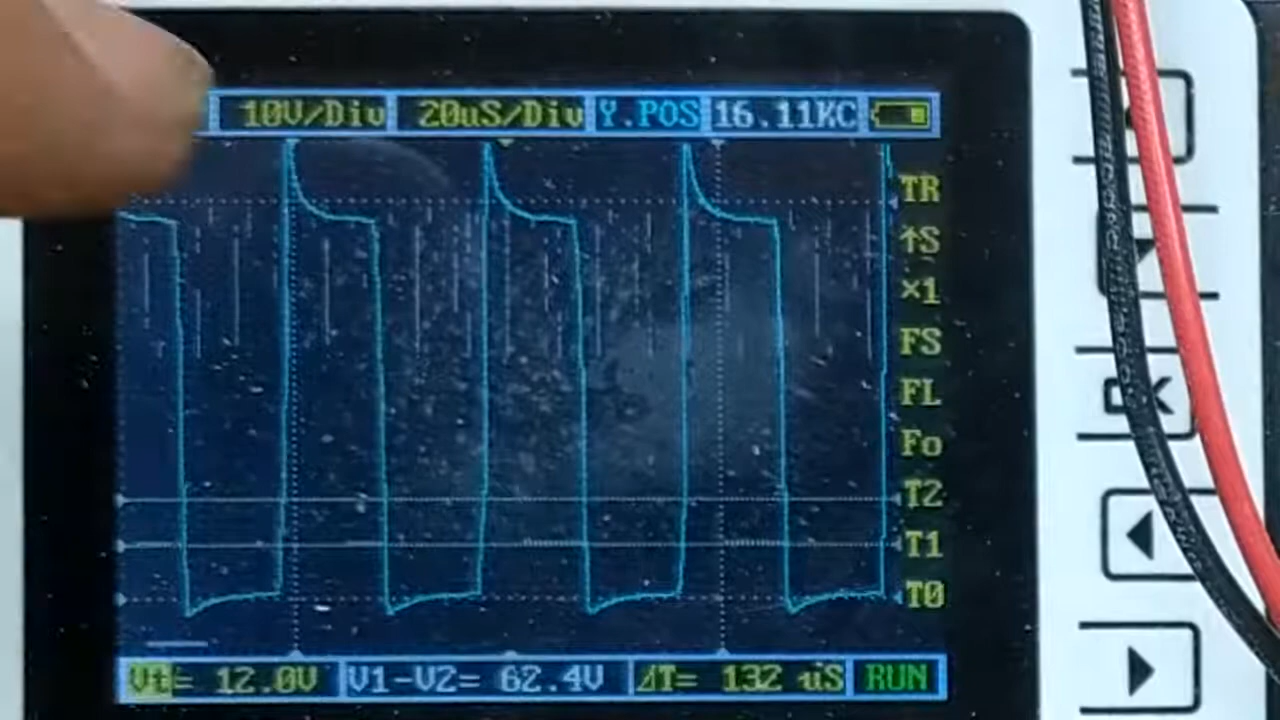 10V/Div 20uS/Div Y.POS 16.11KC
TR
↑S
×1
FS
FL
Fo
T2
T1
T0
Vt= 12.0V V1-V2= 62.4V ΔT= 132 uS RUN
OK